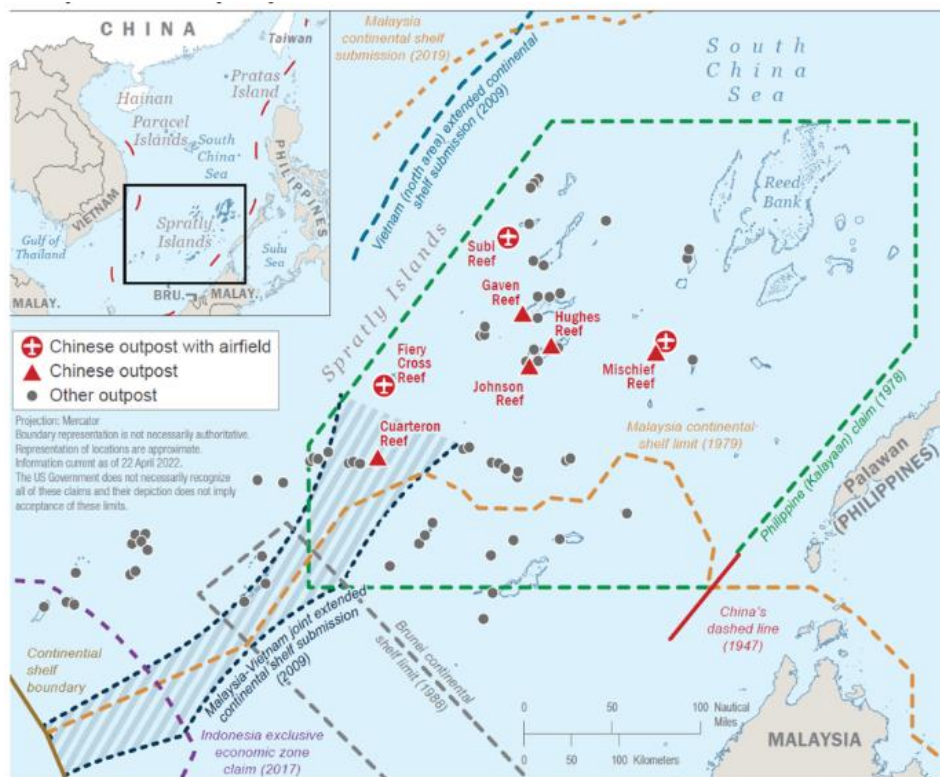 CHINA
Taiwan
Pratas
Island
Hainan
Paracel
Islands
South
China
Sea
PHILIPPINES
VIETNAM
Spratly
Islands
Gulf of
Thailand
Sulu
Sea
BRU.
MALAY.
MALAY.
Chinese outpost with airfield
Chinese outpost
Other outpost
Projection: Mercator
Boundary representation is not necessarily authoritative.
Representation of locations are approximate.
Information current as of 22 April 2022.
The US Government does not necessarily recognize
all of these claims and their depiction does not imply
acceptance of these limits.
Malaysia
continental shelf
submission (2019)
Vietnam (north area) extended continental
shelf submission (2009)
South
China
Sea
Reed
Bank
Spratly Islands
Subi
Reef
Gaven
Reef
Hughes
Reef
Johnson
Reef
Mischief
Reef
Fiery
Cross
Reef
Cuarteron
Reef
Malaysia continental
shelf limit (1979)
Philippine (Kalayaan) claim (1978)
Palawan
(PHILIPPINES)
China's
dashed line
(1947)
Malaysia-Vietnam joint extended
continental shelf submission
(2009)
Brunei continental
shelf limit (1988)
Continental
shelf
boundary
Indonesia exclusive
economic zone
claim (2017)
0 50 100 Nautical
Miles
0 50 100 Kilometers
MALAYSIA